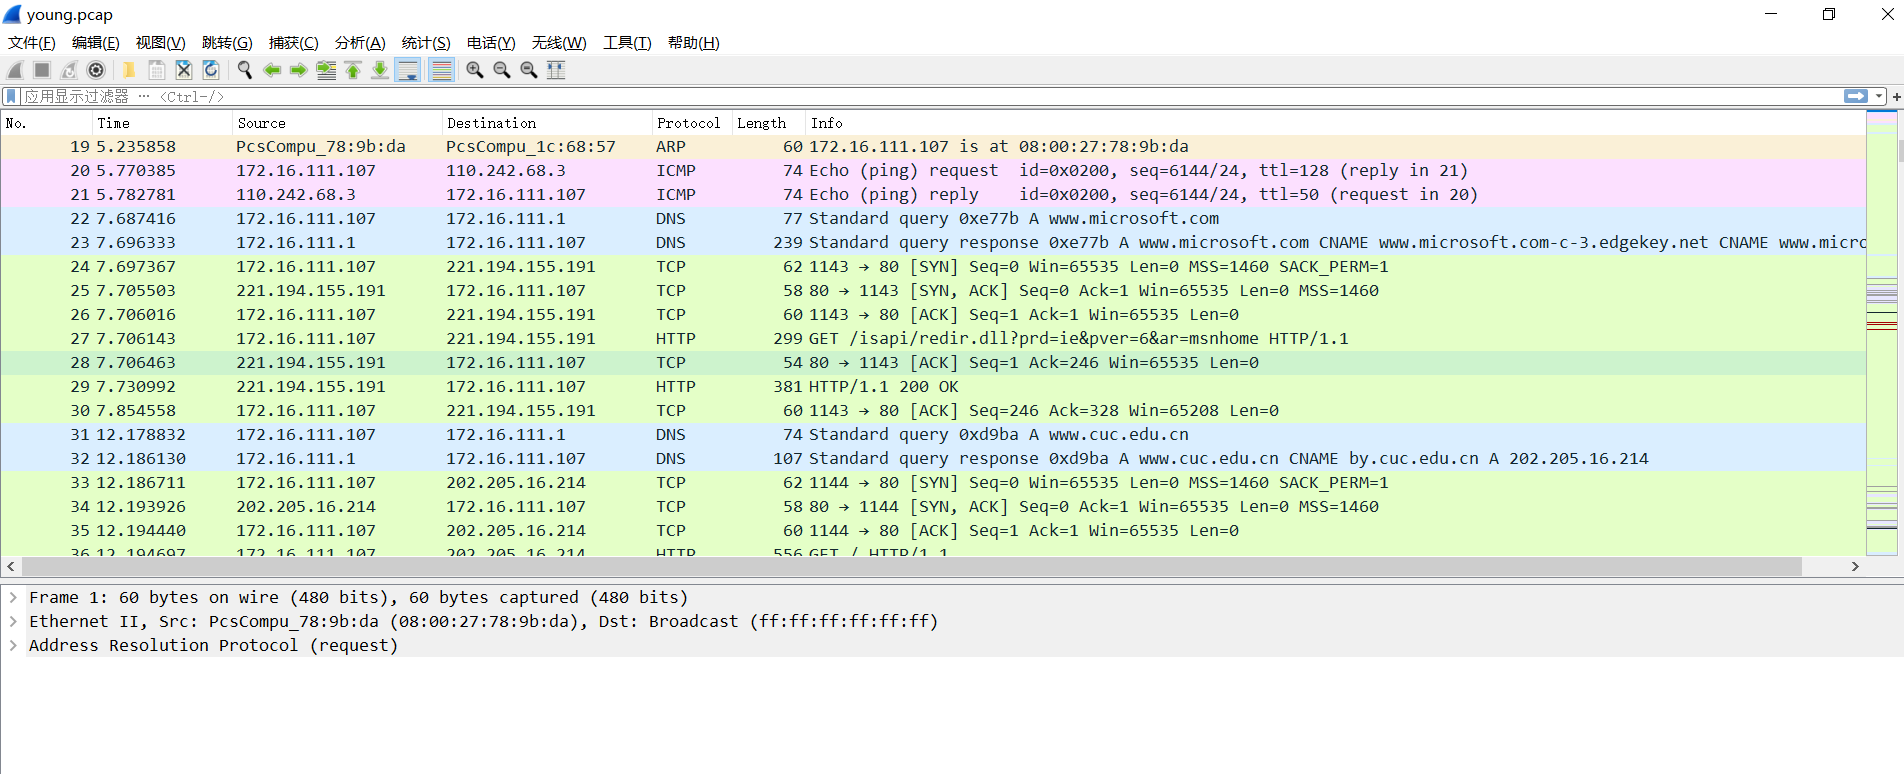 young.pcap
文件(F) 编辑(E) 视图(V) 跳转(G) 捕获(C) 分析(A) 统计(S) 电话(Y) 无线(W) 工具(T) 帮助(H)
应用显示过滤器 … <Ctrl-/>
No. Time Source Destination Protocol Length Info
19 5.235858 PcsCompu_78:9b:da PcsCompu_1c:68:57 ARP 60 172.16.111.107 is at 08:00:27:78:9b:da
20 5.770385 172.16.111.107 110.242.68.3 ICMP 74 Echo (ping) request id=0x0200, seq=6144/24, ttl=128 (reply in 21)
21 5.782781 110.242.68.3 172.16.111.107 ICMP 74 Echo (ping) reply id=0x0200, seq=6144/24, ttl=50 (request in 20)
22 7.687416 172.16.111.107 172.16.111.1 DNS 77 Standard query 0xe77b A www.microsoft.com
23 7.696333 172.16.111.1 172.16.111.107 DNS 239 Standard query response 0xe77b A www.microsoft.com CNAME www.microsoft.com-c-3.edgekey.net CNAME www.micro
24 7.697367 172.16.111.107 221.194.155.191 TCP 62 1143 → 80 [SYN] Seq=0 Win=65535 Len=0 MSS=1460 SACK_PERM=1
25 7.705503 221.194.155.191 172.16.111.107 TCP 58 80 → 1143 [SYN, ACK] Seq=0 Ack=1 Win=65535 Len=0 MSS=1460
26 7.706016 172.16.111.107 221.194.155.191 TCP 60 1143 → 80 [ACK] Seq=1 Ack=1 Win=65535 Len=0
27 7.706143 172.16.111.107 221.194.155.191 HTTP 299 GET /isapi/redir.dll?prd=ie&pver=6&ar=msnhome HTTP/1.1
28 7.706463 221.194.155.191 172.16.111.107 TCP 54 80 → 1143 [ACK] Seq=1 Ack=246 Win=65535 Len=0
29 7.730992 221.194.155.191 172.16.111.107 HTTP 381 HTTP/1.1 200 OK
30 7.854558 172.16.111.107 221.194.155.191 TCP 60 1143 → 80 [ACK] Seq=246 Ack=328 Win=65208 Len=0
31 12.178832 172.16.111.107 172.16.111.1 DNS 74 Standard query 0xd9ba A www.cuc.edu.cn
32 12.186130 172.16.111.1 172.16.111.107 DNS 107 Standard query response 0xd9ba A www.cuc.edu.cn CNAME by.cuc.edu.cn A 202.205.16.214
33 12.186711 172.16.111.107 202.205.16.214 TCP 62 1144 → 80 [SYN] Seq=0 Win=65535 Len=0 MSS=1460 SACK_PERM=1
34 12.193926 202.205.16.214 172.16.111.107 TCP 58 80 → 1144 [SYN, ACK] Seq=0 Ack=1 Win=65535 Len=0 MSS=1460
35 12.194440 172.16.111.107 202.205.16.214 TCP 60 1144 → 80 [ACK] Seq=1 Ack=1 Win=65535 Len=0
36 12.194697 172.16.111.107 202.205.16.214 HTTP 556 GET / HTTP/1.1
Frame 1: 60 bytes on wire (480 bits), 60 bytes captured (480 bits)
Ethernet II, Src: PcsCompu_78:9b:da (08:00:27:78:9b:da), Dst: Broadcast (ff:ff:ff:ff:ff:ff)
Address Resolution Protocol (request)